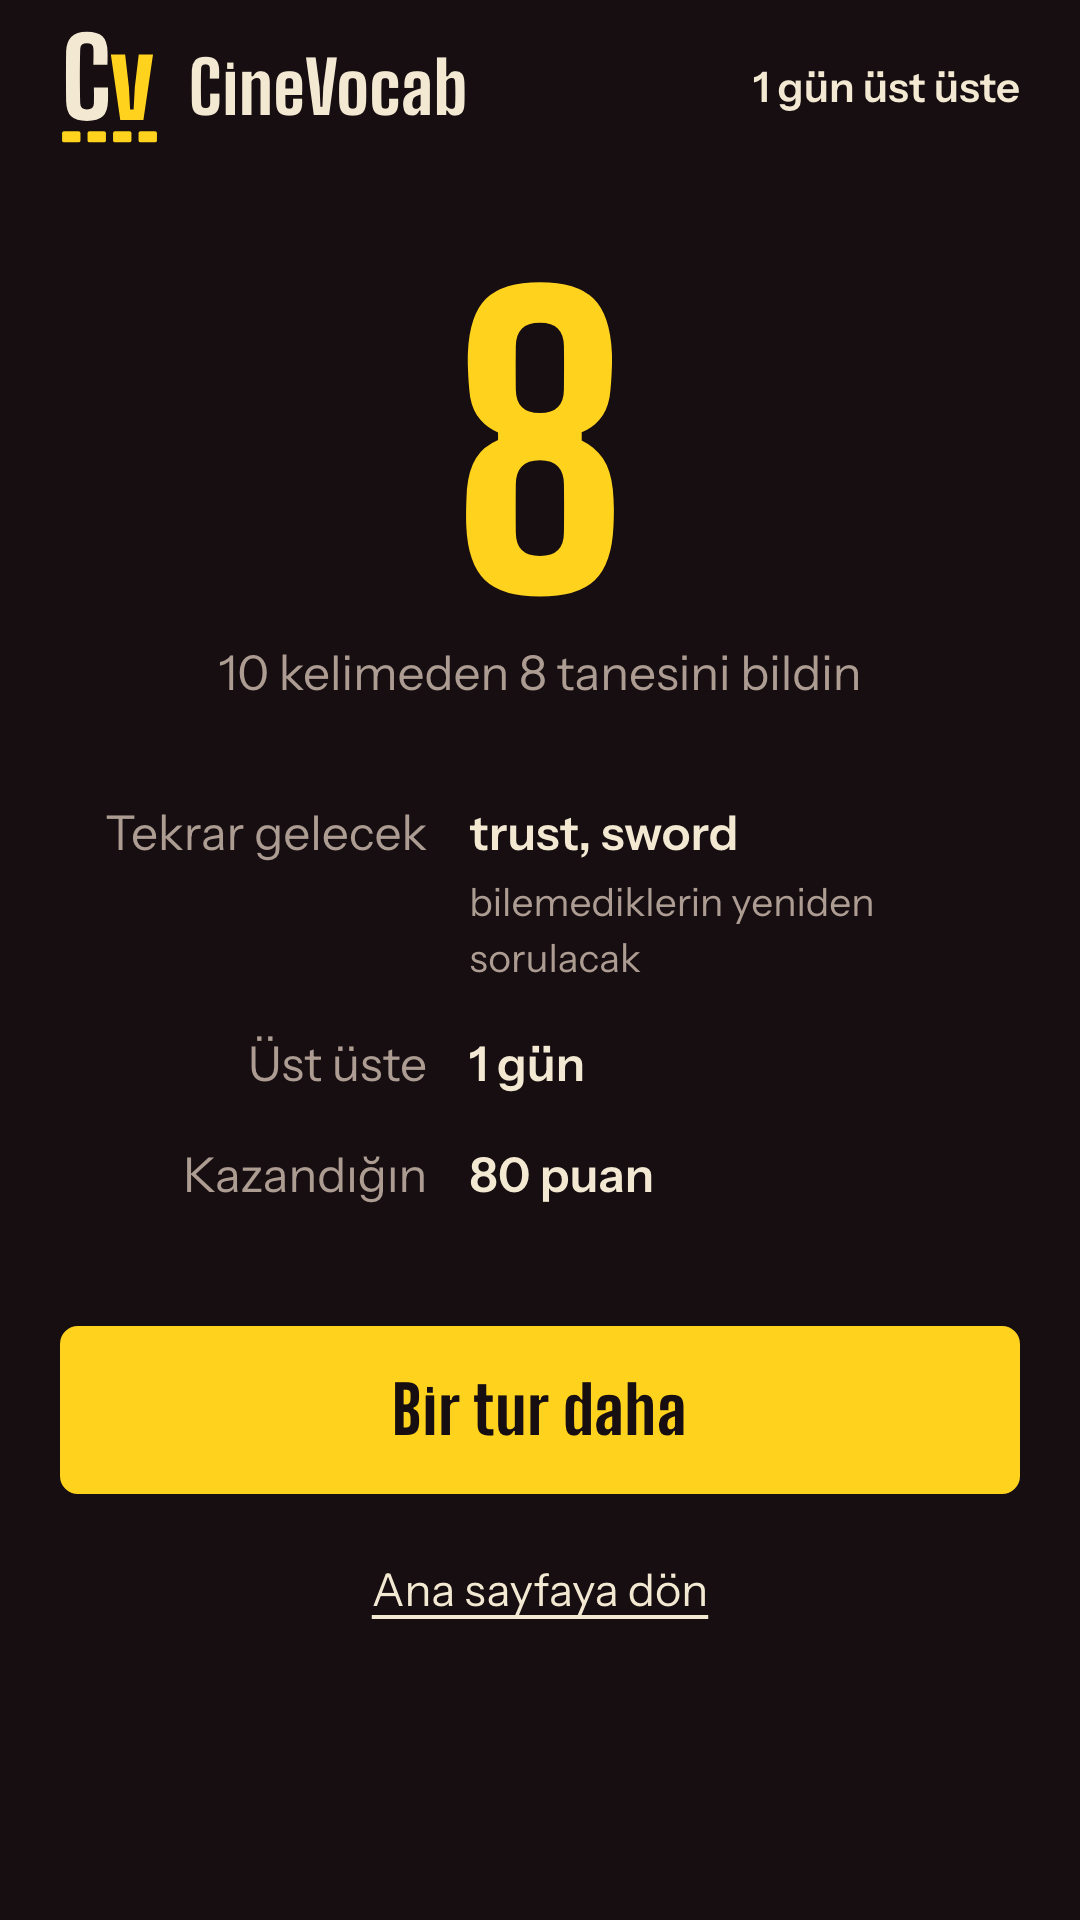 Cv CineVocab
1 gün üst üste
8
10 kelimeden 8 tanesini bildin
Tekrar gelecek trust, sword
bilemediklerin yeniden
sorulacak
Üst üste 1 gün
Kazandığın 80 puan
Bir tur daha
Ana sayfaya dön